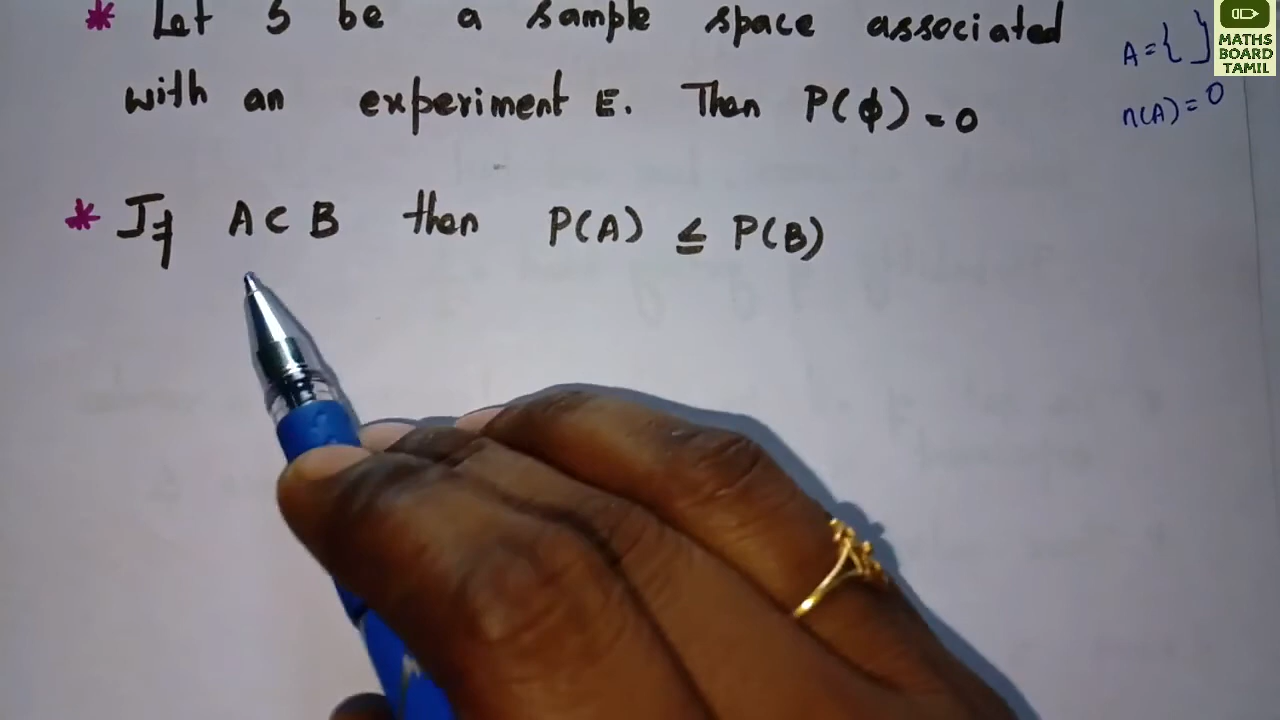 * Let S be a sample space associated
with an experiment E. Then P(ϕ) = 0
* If A ⊂ B then P(A) ≤ P(B)
A = { }
n(A) = 0
MATHS
BOARD
TAMIL